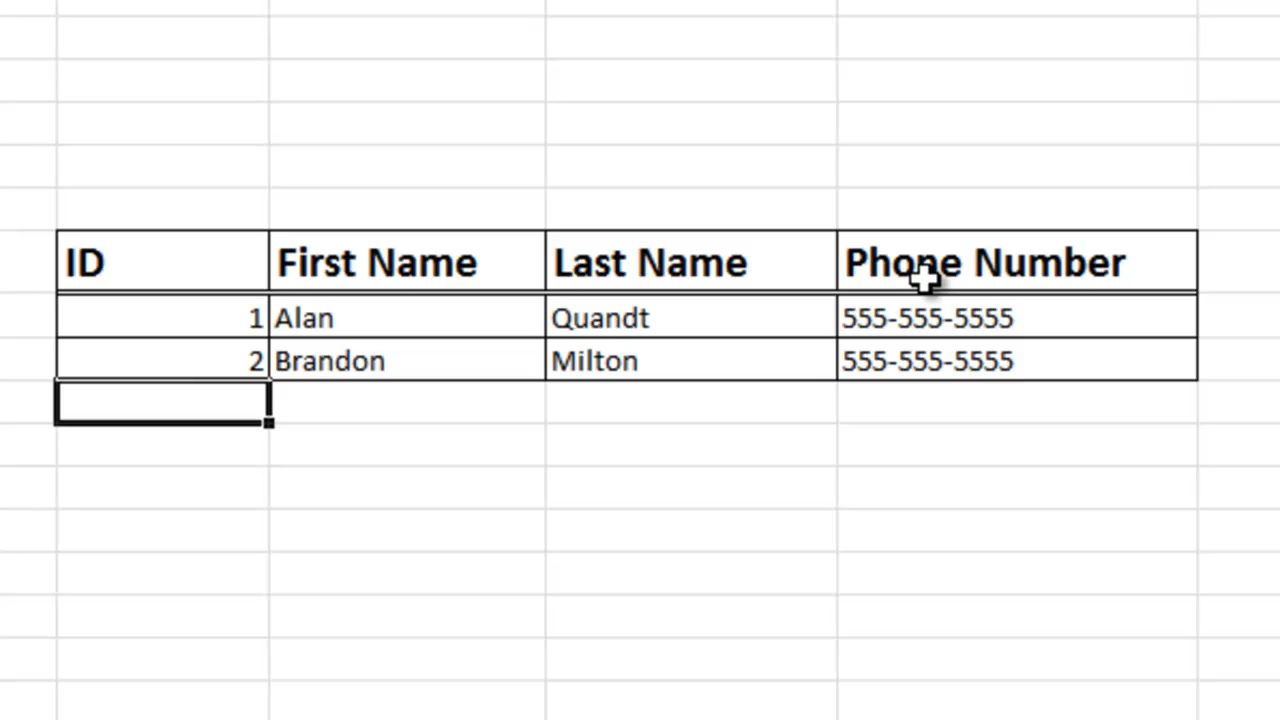 ID First Name Last Name Phone Number
1 Alan Quandt 555-555-5555
2 Brandon Milton 555-555-5555